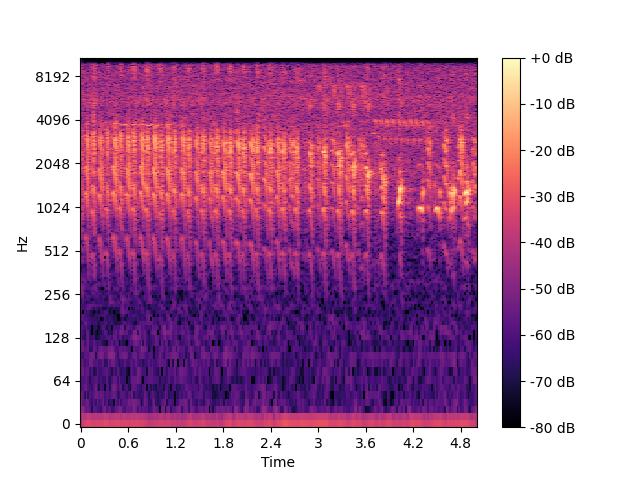 8192
4096
2048
1024
512
256
128
64
0
Hz
0 0.6 1.2 1.8 2.4 3 3.6 4.2 4.8
Time
+0 dB
-10 dB
-20 dB
-30 dB
-40 dB
-50 dB
-60 dB
-70 dB
-80 dB